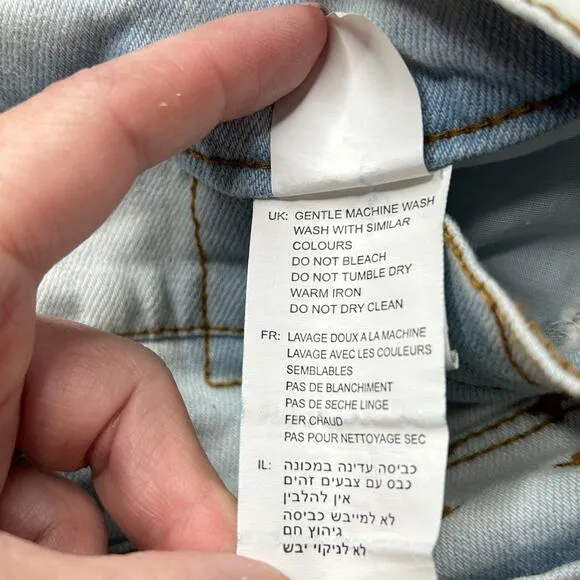 UK: GENTLE MACHINE WASH
WASH WITH SIMILAR
COLOURS
DO NOT BLEACH
DO NOT TUMBLE DRY
WARM IRON
DO NOT DRY CLEAN
FR: LAVAGE DOUX A LA MACHINE
LAVAGE AVEC LES COULEURS
SEMBLABLES
PAS DE BLANCHIMENT
PAS DE SECHE LINGE
FER CHAUD
PAS POUR NETTOYAGE SEC
IL: כביסה עדינה במכונה
כבס עם צבעים זהים
אין להלבין
לא למייבש כביסה
גיהוץ חם
לא לניקוי יבש